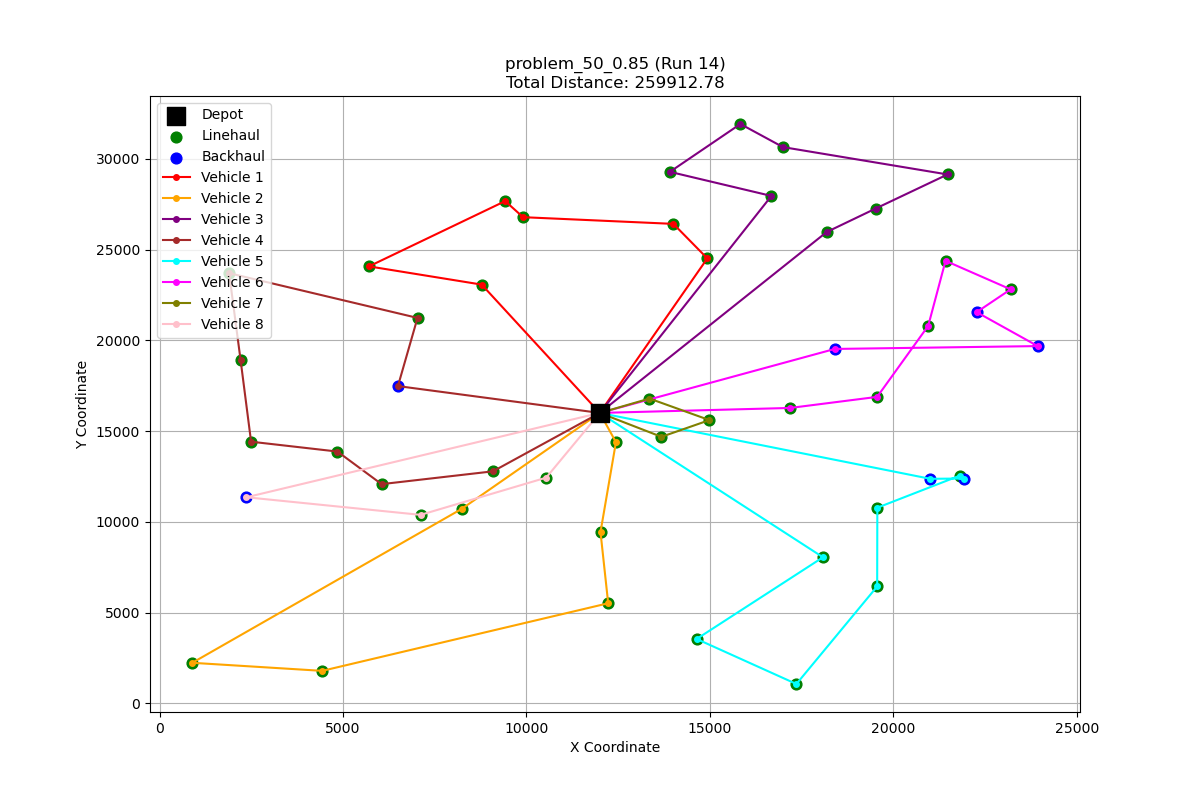 problem_50_0.85 (Run 14)
Total Distance: 259912.78
Depot
Linehaul
Backhaul
Vehicle 1
Vehicle 2
Vehicle 3
Vehicle 4
Vehicle 5
Vehicle 6
Vehicle 7
Vehicle 8
30000
25000
20000
15000
10000
5000
0
Y Coordinate
0
5000
10000
15000
20000
25000
X Coordinate